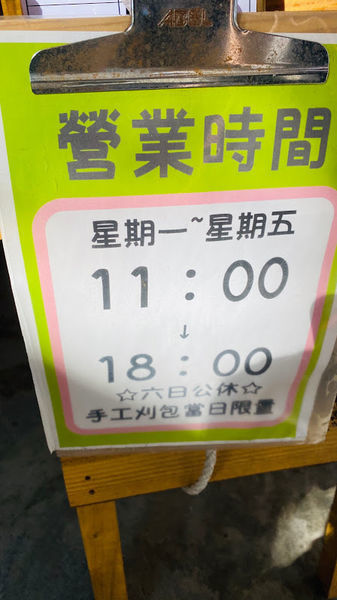 營業時間
星期一~星期五
11：00
↓
18：00
☆六日公休☆
手工刈包當日限量